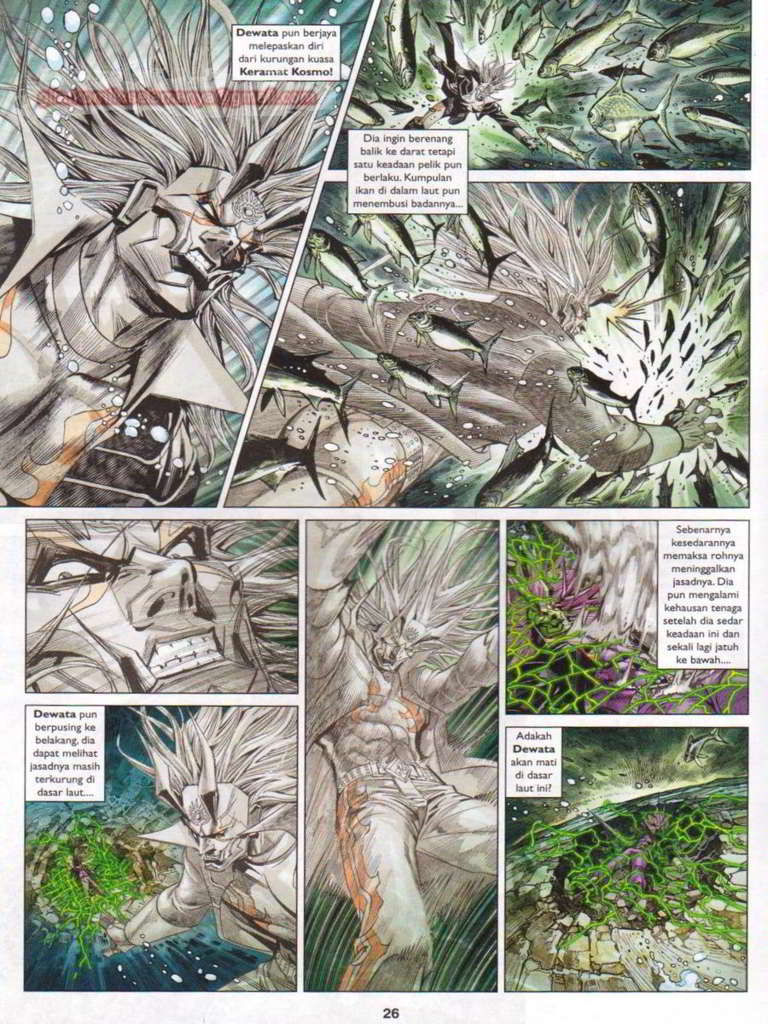 Dewata pun berjaya
melepaskan diri
dari kurungan kuasa
Keramat Kosmo!
Dia ingin berenang
balik ke darat tetapi
satu keadaan pelik pun
berlaku. Kumpulan
ikan di dalam laut pun
menembusi badannya...
Dewata pun
berpusing ke
belakang, dia
dapat melihat
jasadnya masih
terkurung di
dasar laut....
Sebenarnya
kesedarannya
memaksa rohnya
meninggalkan
jasadnya. Dia
pun mengalami
kehausan tenaga
setelah dia sedar
keadaan ini dan
sekali lagi jatuh
ke bawah....
Adakah
Dewata
akan mati
di dasar
laut ini?
26